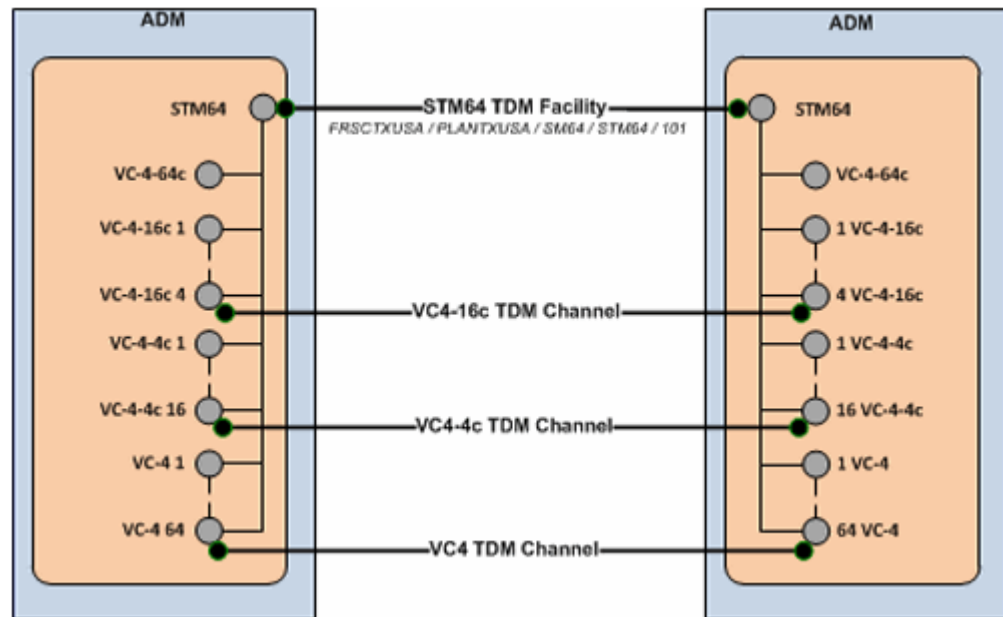 ADM
ADM
STM64
STM64 TDM Facility
STM64
FRSCTXUSA / PLANTXUSA / SM64 / STM64 / 101
VC-4-64c
VC-4-64c
VC-4-16c 1
1 VC-4-16c
VC-4-16c 4
4 VC-4-16c
VC4-16c TDM Channel
VC-4-4c 1
1 VC-4-4c
VC-4-4c 16
16 VC-4-4c
VC4-4c TDM Channel
VC-4 1
1 VC-4
VC-4 64
64 VC-4
VC4 TDM Channel